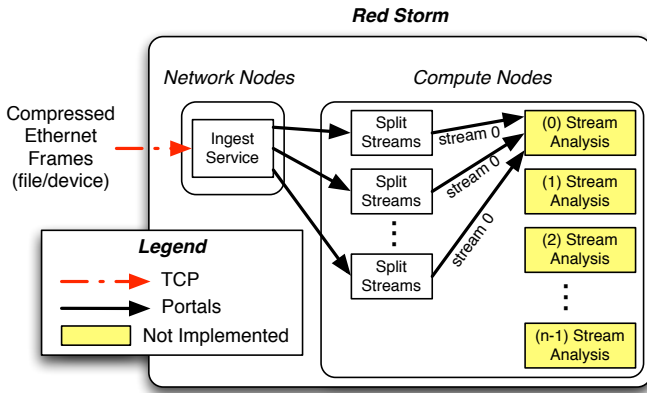 Red Storm
Network Nodes
Compute Nodes
Compressed
Ethernet
Frames
(file/device)
Ingest
Service
Split
Streams
stream 0
(0) Stream
Analysis
Split
Streams
stream 0
(1) Stream
Analysis
Split
Streams
stream 0
(2) Stream
Analysis
(n-1) Stream
Analysis
Legend
TCP
Portals
Not Implemented